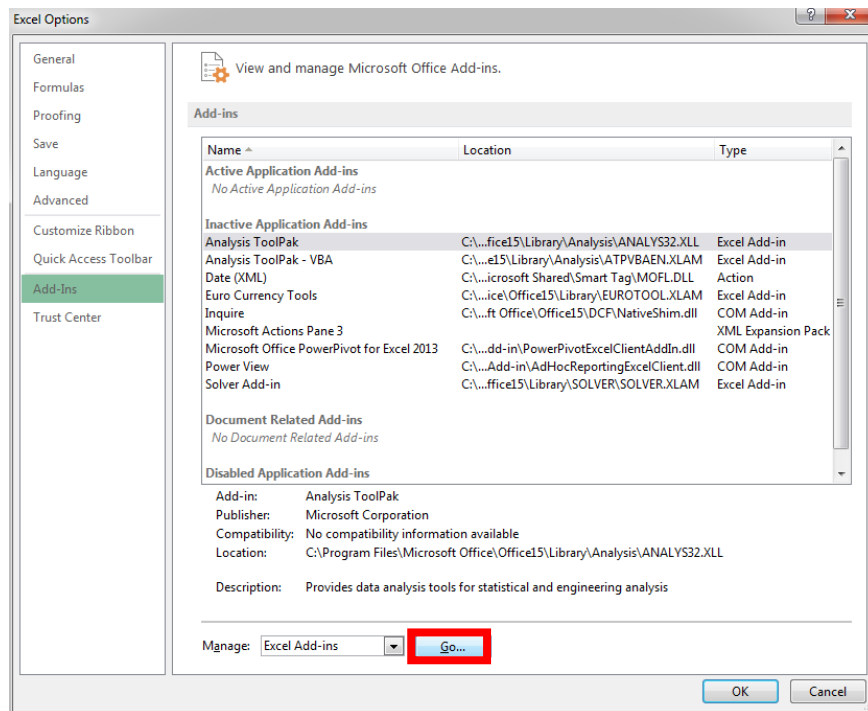 Excel Options
General
Formulas
Proofing
Save
Language
Advanced
Customize Ribbon
Quick Access Toolbar
Add-Ins
Trust Center
View and manage Microsoft Office Add-ins.
Add-ins
Name Location Type
Active Application Add-ins
No Active Application Add-ins
Inactive Application Add-ins
Analysis ToolPak C:\...fice15\Library\Analysis\ANALYS32.XLL Excel Add-in
Analysis ToolPak - VBA C:\...e15\Library\Analysis\ATPVBAEN.XLAM Excel Add-in
Date (XML) C:\...icrosoft Shared\Smart Tag\MOFL.DLL Action
Euro Currency Tools C:\...ice\Office15\Library\EUROTOOL.XLAM Excel Add-in
Inquire C:\...ft Office\Office15\DCF\NativeShim.dll COM Add-in
Microsoft Actions Pane 3 XML Expansion Pack
Microsoft Office PowerPivot for Excel 2013 C:\...dd-in\PowerPivotExcelClientAddIn.dll COM Add-in
Power View C:\...Add-in\AdHocReportingExcelClient.dll COM Add-in
Solver Add-in C:\...ffice15\Library\SOLVER\SOLVER.XLAM Excel Add-in
Document Related Add-ins
No Document Related Add-ins
Disabled Application Add-ins
Add-in: Analysis ToolPak
Publisher: Microsoft Corporation
Compatibility: No compatibility information available
Location: C:\Program Files\Microsoft Office\Office15\Library\Analysis\ANALYS32.XLL
Description: Provides data analysis tools for statistical and engineering analysis
Manage: Excel Add-ins Go...
OK Cancel